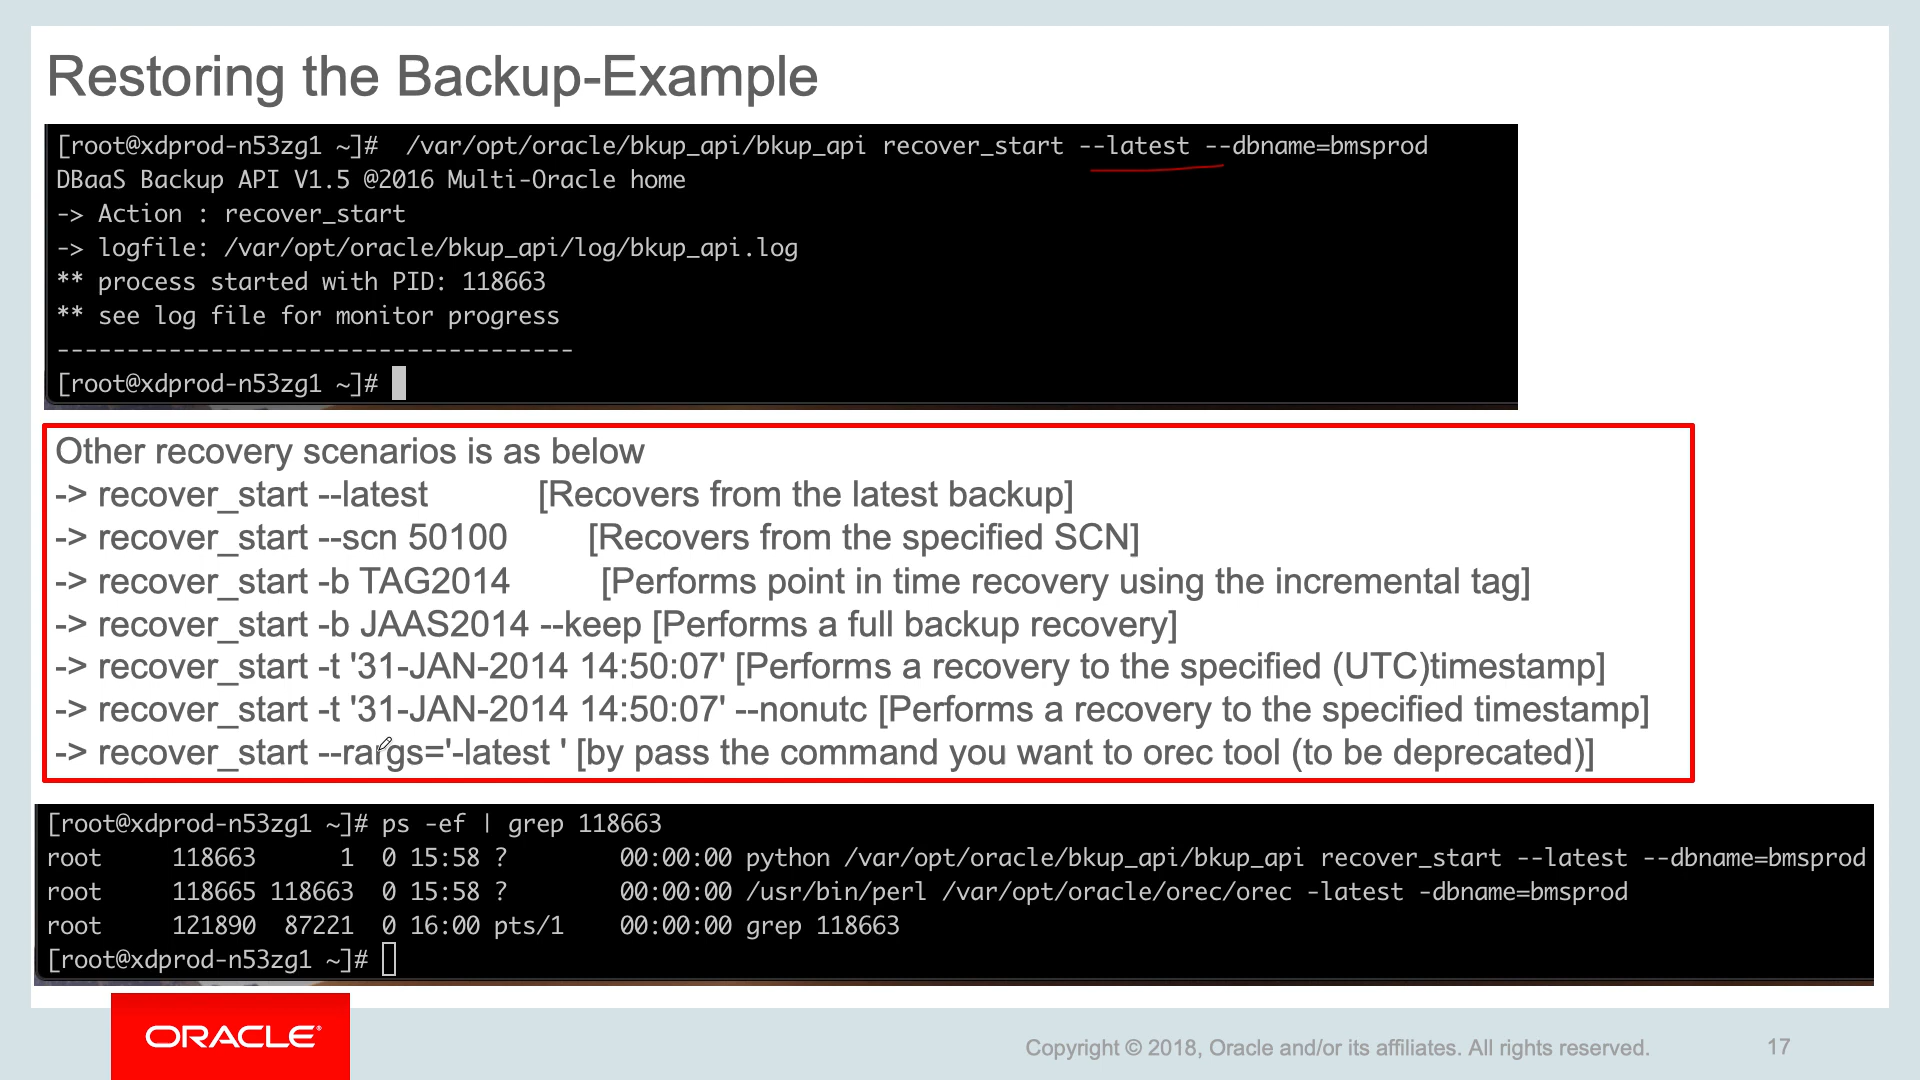 Restoring the Backup-Example
[root@xdprod-n53zg1 ~]#  /var/opt/oracle/bkup_api/bkup_api recover_start --latest --dbname=bmsprod
DBaaS Backup API V1.5 @2016 Multi-Oracle home
-> Action : recover_start
-> logfile: /var/opt/oracle/bkup_api/log/bkup_api.log
** process started with PID: 118663
** see log file for monitor progress
-------------------------------------
[root@xdprod-n53zg1 ~]#
Other recovery scenarios is as below
-> recover_start --latest [Recovers from the latest backup]
-> recover_start --scn 50100 [Recovers from the specified SCN]
-> recover_start -b TAG2014 [Performs point in time recovery using the incremental tag]
-> recover_start -b JAAS2014 --keep [Performs a full backup recovery]
-> recover_start -t '31-JAN-2014 14:50:07' [Performs a recovery to the specified (UTC)timestamp]
-> recover_start -t '31-JAN-2014 14:50:07' --nonutc [Performs a recovery to the specified timestamp]
-> recover_start --rargs='-latest ' [by pass the command you want to orec tool (to be deprecated)]
[root@xdprod-n53zg1 ~]# ps -ef | grep 118663
root 118663 1 0 15:58 ? 00:00:00 python /var/opt/oracle/bkup_api/bkup_api recover_start --latest --dbname=bmsprod
root 118665 118663 0 15:58 ? 00:00:00 /usr/bin/perl /var/opt/oracle/orec/orec -latest -dbname=bmsprod
root 121890 87221 0 16:00 pts/1 00:00:00 grep 118663
[root@xdprod-n53zg1 ~]#
ORACLE®
Copyright © 2018, Oracle and/or its affiliates. All rights reserved.
17